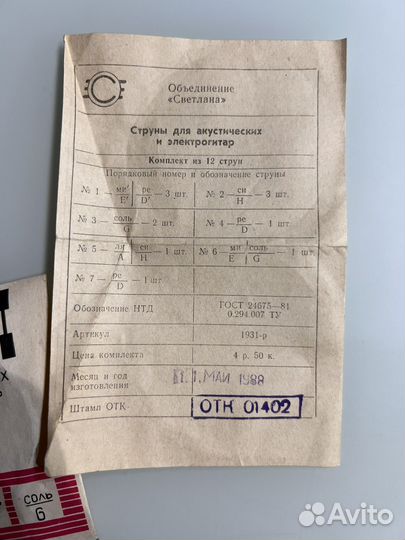 Объединение
«Светлана»
Струны для акустических
и электрогитар
Комплект из 12 струн
Порядковый номер и обозначение струны
№ 1 — ми′/E′ ре/D′ — 3 шт. № 2 — си/H — 3 шт.
№ 3 — соль/G — 2 шт. № 4 — ре/D — 1 шт.
№ 5 — ля/A си/H — 1 шт. № 6 — ми/E соль/G — 1 шт.
№ 7 — ре/D — 1 шт
Обозначение НТД ГОСТ 24675—81
0.294.007 ТУ
Артикул 1931-р
Цена комплекта 4 р. 50 к.
Месяц и год
изготовления 1.МАЙ 1988
Штамп ОТК ОТК 01402
Х
СОЛЬ
G
Avito